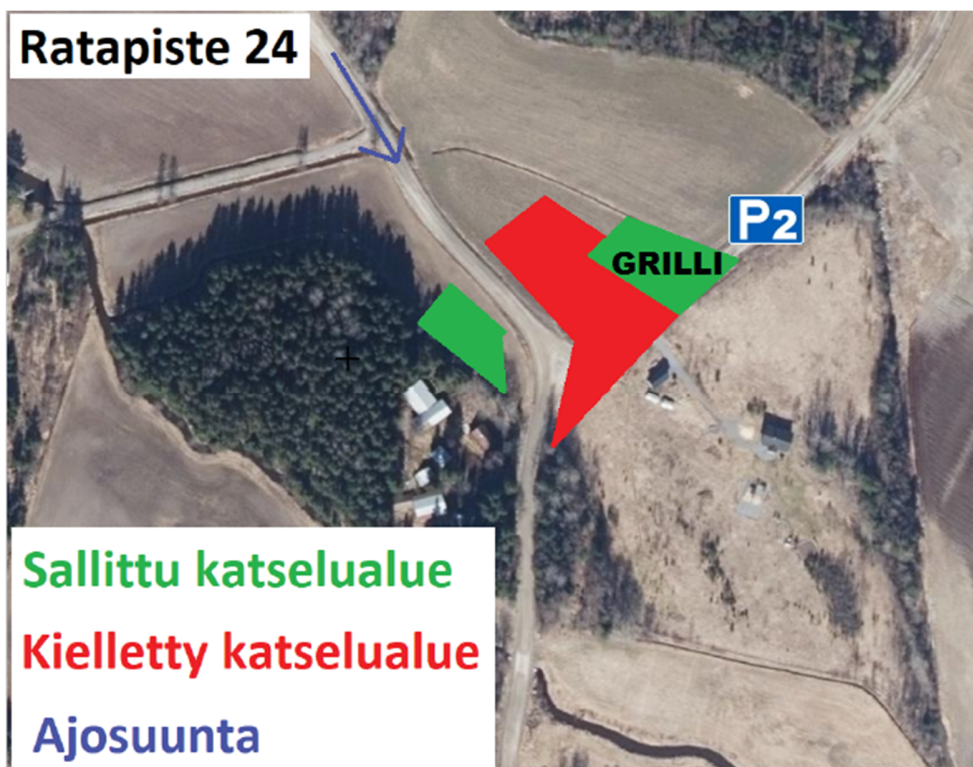 Ratapiste 24
P2
GRILLI
Sallittu katselualue
Kielletty katselualue
Ajosuunta